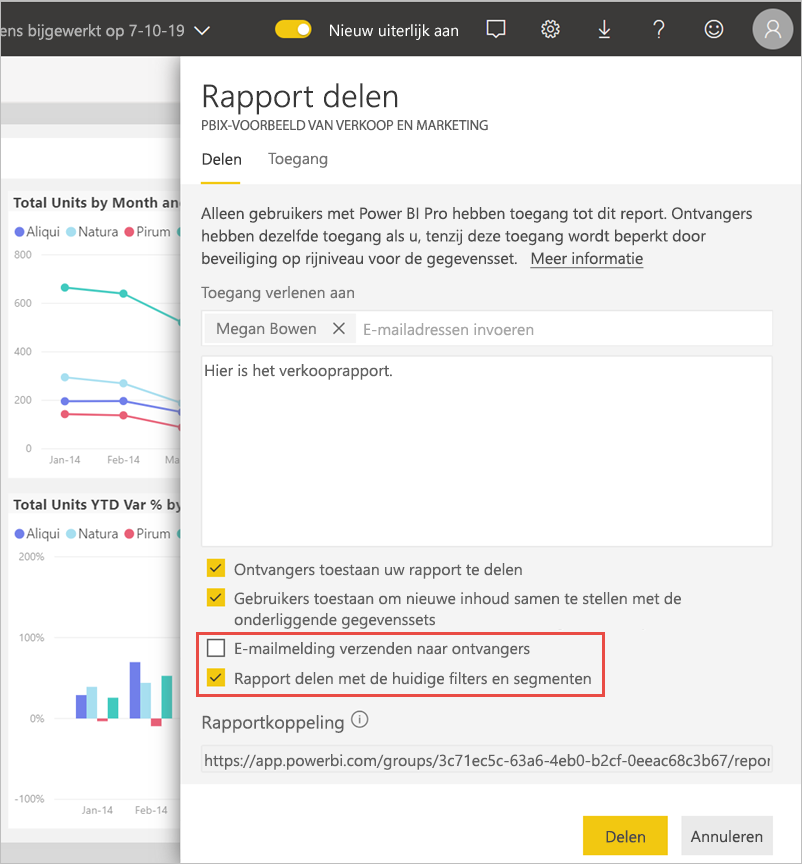 ens bijgewerkt op 7-10-19
Nieuw uiterlijk aan
Rapport delen
PBIX-VOORBEELD VAN VERKOOP EN MARKETING
Delen Toegang
Alleen gebruikers met Power BI Pro hebben toegang tot dit report. Ontvangers
hebben dezelfde toegang als u, tenzij deze toegang wordt beperkt door
beveiliging op rijniveau voor de gegevensset. Meer informatie
Toegang verlenen aan
Megan Bowen E-mailadressen invoeren
Hier is het verkooprapport.
Ontvangers toestaan uw rapport te delen
Gebruikers toestaan om nieuwe inhoud samen te stellen met de
onderliggende gegevenssets
E-mailmelding verzenden naar ontvangers
Rapport delen met de huidige filters en segmenten
Rapportkoppeling
https://app.powerbi.com/groups/3c71ec5c-63a6-4eb0-b2cf-0eeac68c3b67/repor
Delen Annuleren
Total Units by Month an
Aliqui Natura Pirum
800
600
400
200
0
Jan-14 Feb-14 Ma
Total Units YTD Var % by
Aliqui Natura Pirum
200%
100%
0%
-100%
Jan-14 Feb-14